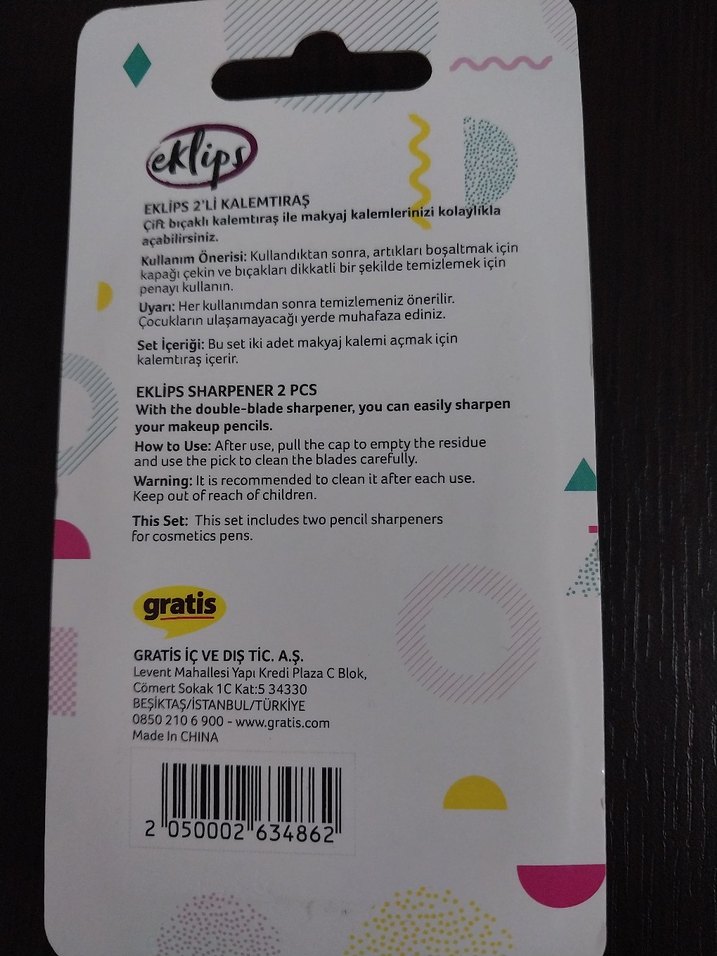 eklips
EKLİPS 2'Lİ KALEMTIRAŞ
Çift bıçaklı kalemtıraş ile makyaj kalemlerinizi kolaylıkla
açabilirsiniz.
Kullanım Önerisi: Kullandıktan sonra, artıkları boşaltmak için
kapağı çekin ve bıçakları dikkatli bir şekilde temizlemek için
penayı kullanın.
Uyarı: Her kullanımdan sonra temizlemeniz önerilir.
Çocukların ulaşamayacağı yerde muhafaza ediniz.
Set İçeriği: Bu set iki adet makyaj kalemi açmak için
kalemtıraş içerir.
EKLİPS SHARPENER 2 PCS
With the double-blade sharpener, you can easily sharpen
your makeup pencils.
How to Use: After use, pull the cap to empty the residue
and use the pick to clean the blades carefully.
Warning: It is recommended to clean it after each use.
Keep out of reach of children.
This Set: This set includes two pencil sharpeners
for cosmetics pens.
gratis
GRATİS İÇ VE DIŞ TİC. A.Ş.
Levent Mahallesi Yapı Kredi Plaza C Blok,
Cömert Sokak 1C Kat:5 34330
BEŞİKTAŞ/İSTANBUL/TÜRKİYE
0850 210 6 900 - www.gratis.com
Made In CHINA
2 050002 634862